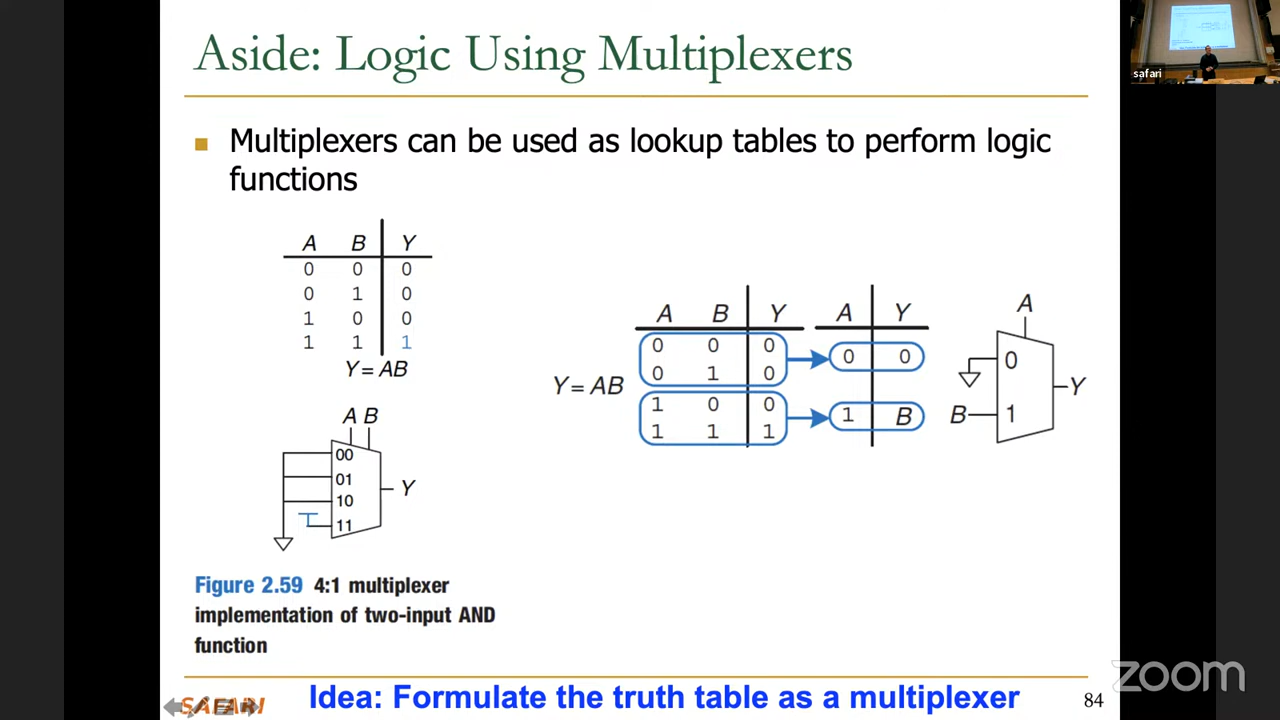 Aside: Logic Using Multiplexers
safari
Multiplexers can be used as lookup tables to perform logic
functions
A B Y
0 0 0
0 1 0
1 0 0
1 1 1
Y = AB
A B
00
01
10
11
Y
Figure 2.59 4:1 multiplexer
implementation of two-input AND
function
Y = AB
A B Y
0 0 0
0 1 0
1 0 0
1 1 1
A Y
0 0
1 B
A
0
B 1
Y
SAFARI
Idea: Formulate the truth table as a multiplexer
84
zoom